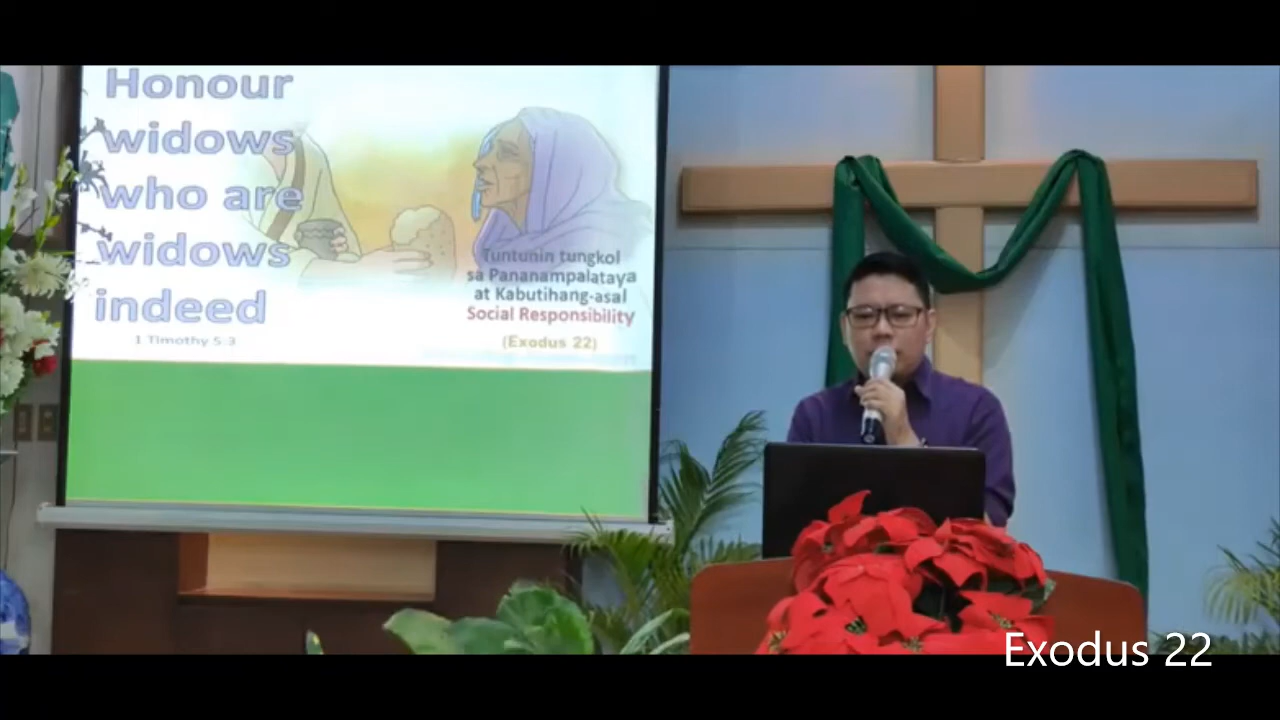 Honour
widows
who are
widows
indeed
1 Timothy 5:3
Tuntunin tungkol
sa Pananampalataya
at Kabutihang-asal
Social Responsibility
(Exodus 22)
Exodus 22